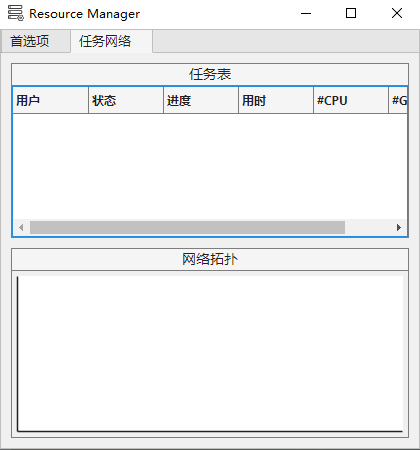 Resource Manager
首选项 任务网络
任务表
用户 状态 进度 用时 #CPU #G
网络拓扑